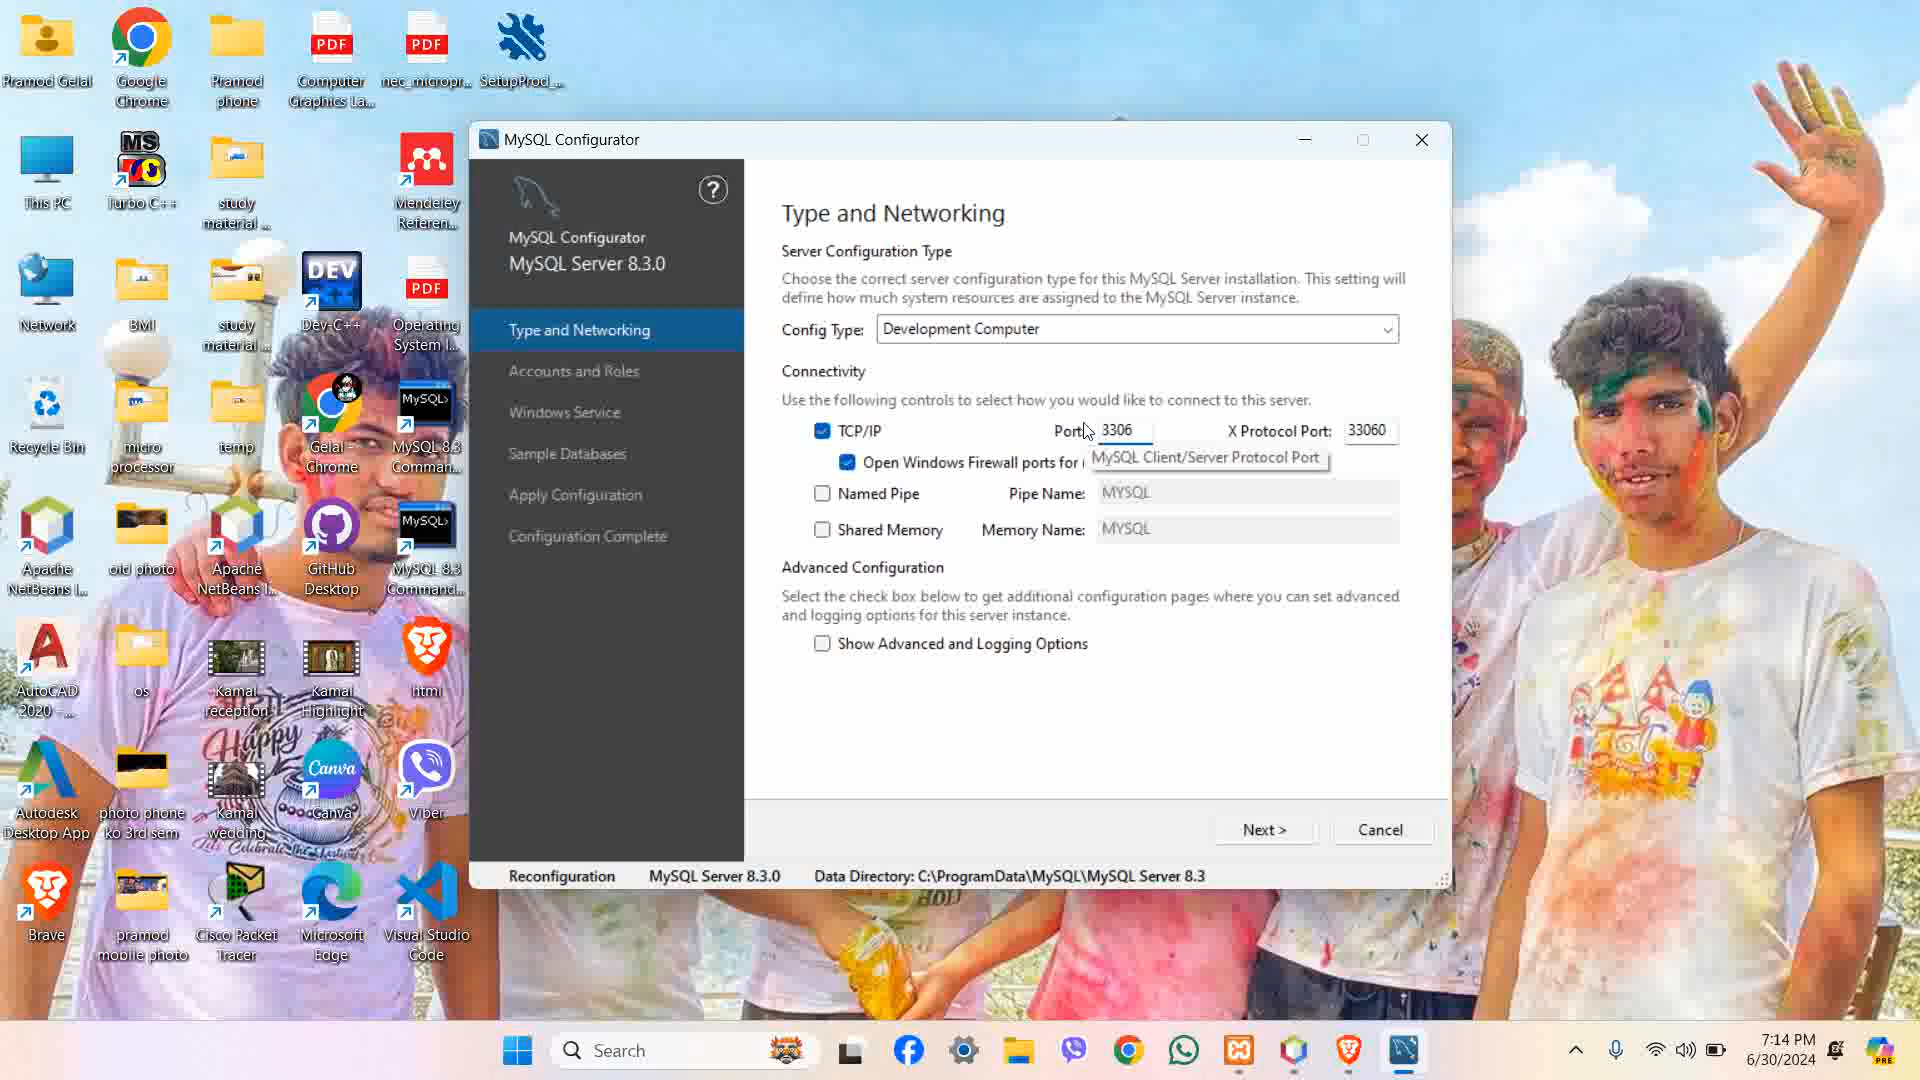 Pramod Gelal
Google
Chrome
Pramod
phone
PDF
Computer
Graphics La...
PDF
nec_micropr...
SetupProd_...
This PC
MS
Turbo C++
study
material ...
Mendeley
Referen...
Network
BMI
study
material ...
DEV
Dev-C++
PDF
Operating
System l...
Recycle Bin
micro
processor
temp
Gelal -
Chrome
MySQL>
MySQL 8.3
Comman...
Apache
NetBeans I...
old photo
Apache
NetBeans I...
GitHub
Desktop
MySQL>
MySQL 8.3
Command...
AutoCAD
2020 -...
os
Kamal
reception
Kamal
Highlight
html
Happy
Let's Celebrate the
Autodesk
Desktop App
photo phone
ko 3rd sem
Kamal
wedding
Canva
Canva
Viber
Brave
pramod
mobile photo
Cisco Packet
Tracer
Microsoft
Edge
Visual Studio
Code
MySQL Configurator
?
MySQL Configurator
MySQL Server 8.3.0
Type and Networking
Accounts and Roles
Windows Service
Sample Databases
Apply Configuration
Configuration Complete
Type and Networking
Server Configuration Type
Choose the correct server configuration type for this MySQL Server installation. This setting will
define how much system resources are assigned to the MySQL Server instance.
Config Type: Development Computer
Connectivity
Use the following controls to select how you would like to connect to this server.
TCP/IP Port: 3306 X Protocol Port: 33060
Open Windows Firewall ports for
MySQL Client/Server Protocol Port
Named Pipe Pipe Name: MYSQL
Shared Memory Memory Name: MYSQL
Advanced Configuration
Select the check box below to get additional configuration pages where you can set advanced
and logging options for this server instance.
Show Advanced and Logging Options
Next > Cancel
Reconfiguration MySQL Server 8.3.0 Data Directory: C:\ProgramData\MySQL\MySQL Server 8.3
Search
7:14 PM
6/30/2024
PRE